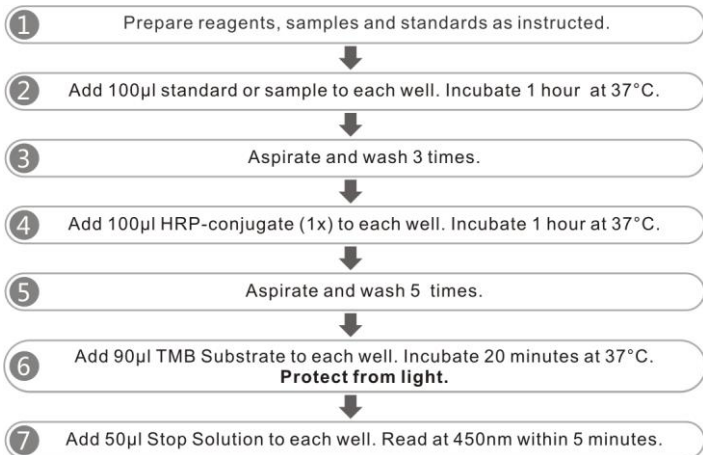 1 Prepare reagents, samples and standards as instructed.
2 Add 100μl standard or sample to each well. Incubate 1 hour at 37°C.
3 Aspirate and wash 3 times.
4 Add 100μl HRP-conjugate (1x) to each well. Incubate 1 hour at 37°C.
5 Aspirate and wash 5 times.
6 Add 90μl TMB Substrate to each well. Incubate 20 minutes at 37°C.
Protect from light.
7 Add 50μl Stop Solution to each well. Read at 450nm within 5 minutes.